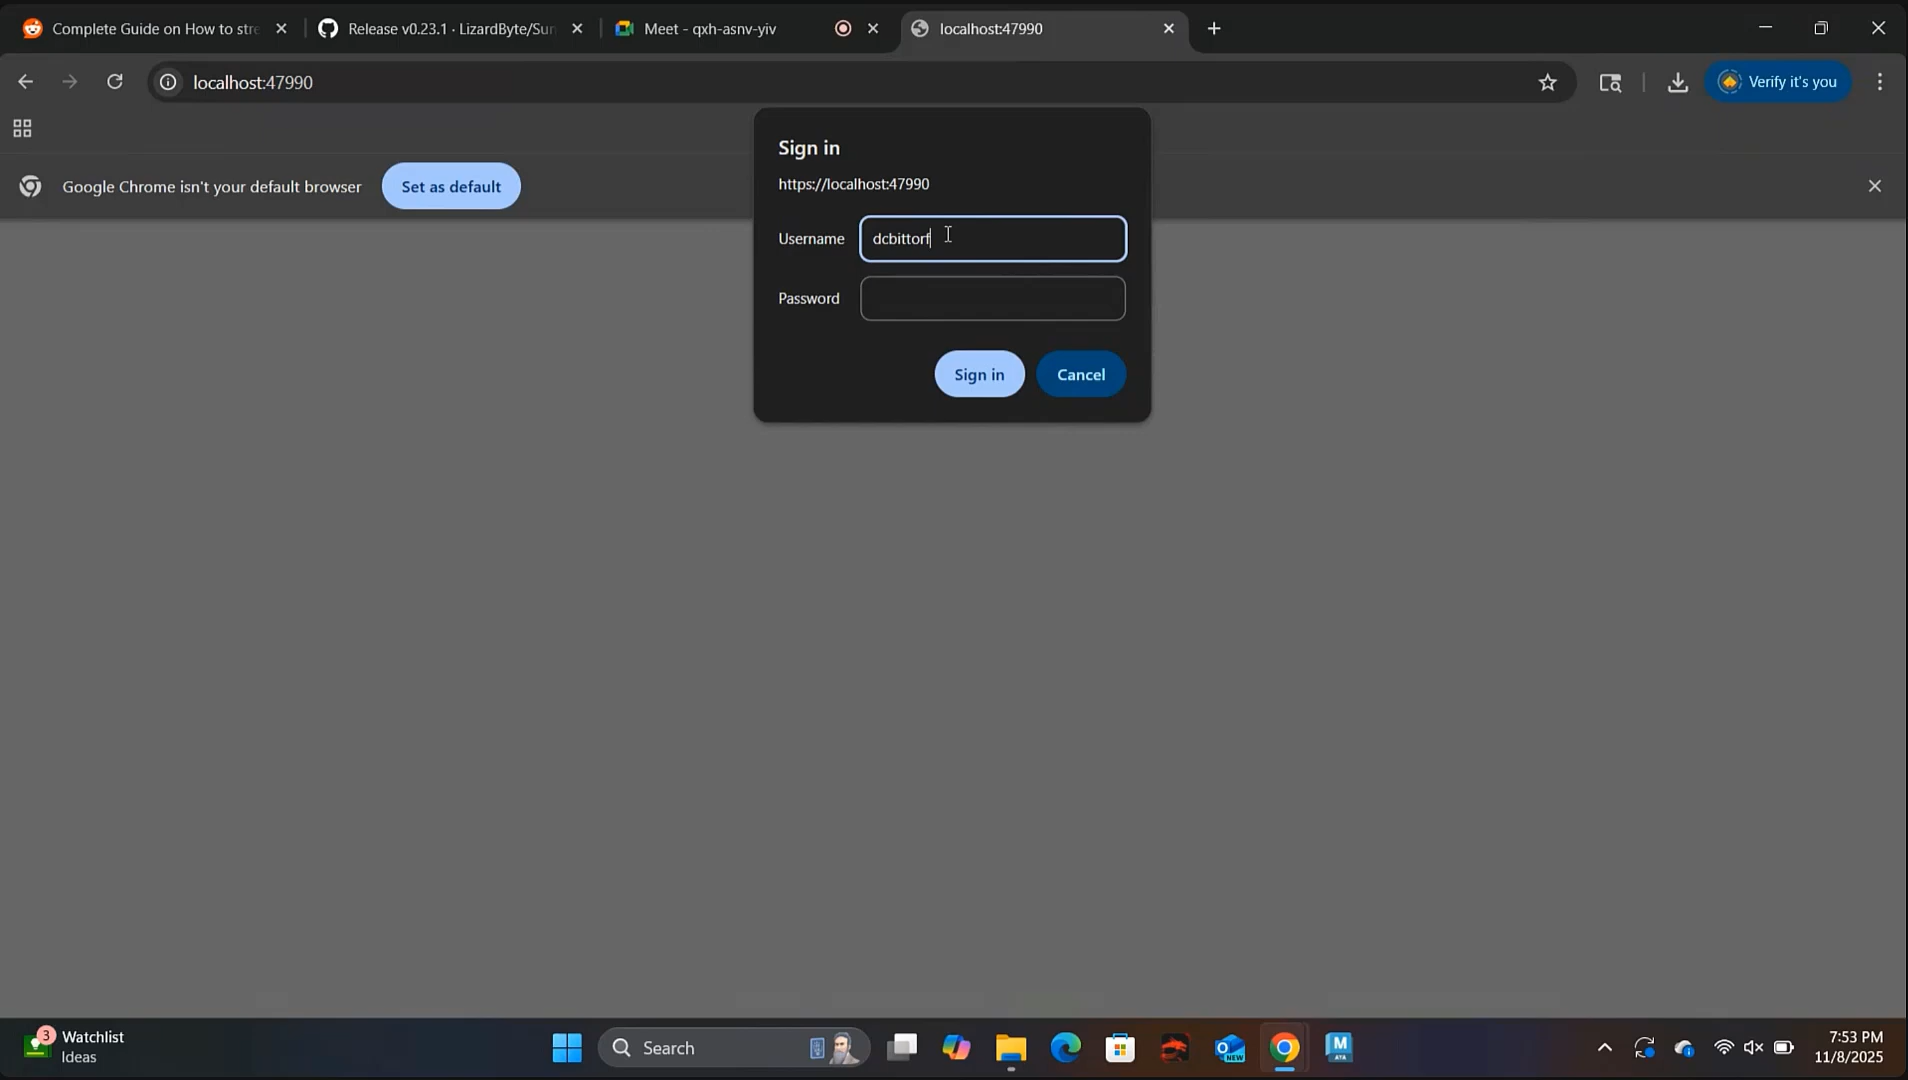 Complete Guide on How to stre
Release v0.23.1 · LizardByte/Sun
Meet - qxh-asnv-yiv
localhost:47990
localhost:47990
Verify it's you
Google Chrome isn't your default browser
Set as default
Sign in
https://localhost:47990
Username
dcbittorf
Password
Sign in
Cancel
3
Watchlist
Ideas
Search
NEW
M
ATA
7:53 PM
11/8/2025